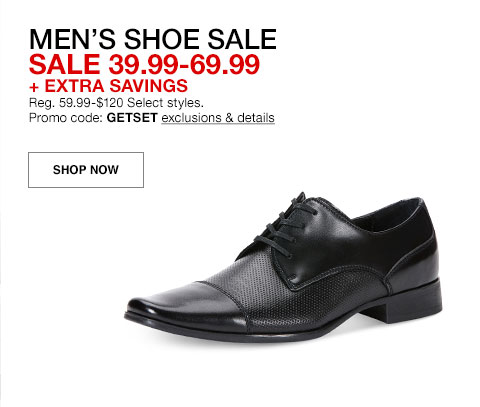 MEN'S SHOE SALE
SALE 39.99-69.99
+ EXTRA SAVINGS
Reg. 59.99-$120 Select styles.
Promo code: GETSET exclusions & details
SHOP NOW